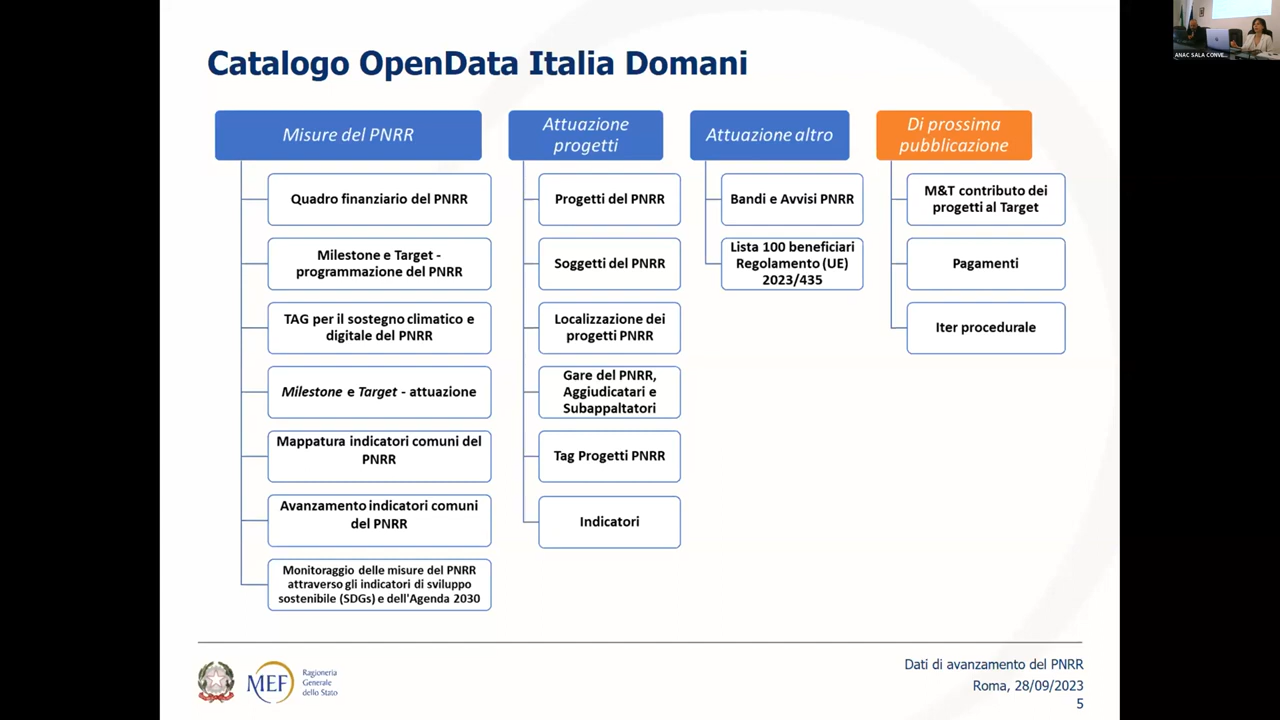 Catalogo OpenData Italia Domani
Misure del PNRR
Quadro finanziario del PNRR
Milestone e Target -
programmazione del PNRR
TAG per il sostegno climatico e
digitale del PNRR
Milestone e Target - attuazione
Mappatura indicatori comuni del
PNRR
Avanzamento indicatori comuni
del PNRR
Monitoraggio delle misure del PNRR
attraverso gli indicatori di sviluppo
sostenibile (SDGs) e dell'Agenda 2030
Attuazione
progetti
Progetti del PNRR
Soggetti del PNRR
Localizzazione dei
progetti PNRR
Gare del PNRR,
Aggiudicatari e
Subappaltatori
Tag Progetti PNRR
Indicatori
Attuazione altro
Bandi e Avvisi PNRR
Lista 100 beneficiari
Regolamento (UE)
2023/435
Di prossima
pubblicazione
M&T contributo dei
progetti al Target
Pagamenti
Iter procedurale
MEF
Ragioneria
Generale
dello Stato
Dati di avanzamento del PNRR
Roma, 28/09/2023
5
ANAC SALA CONVE...